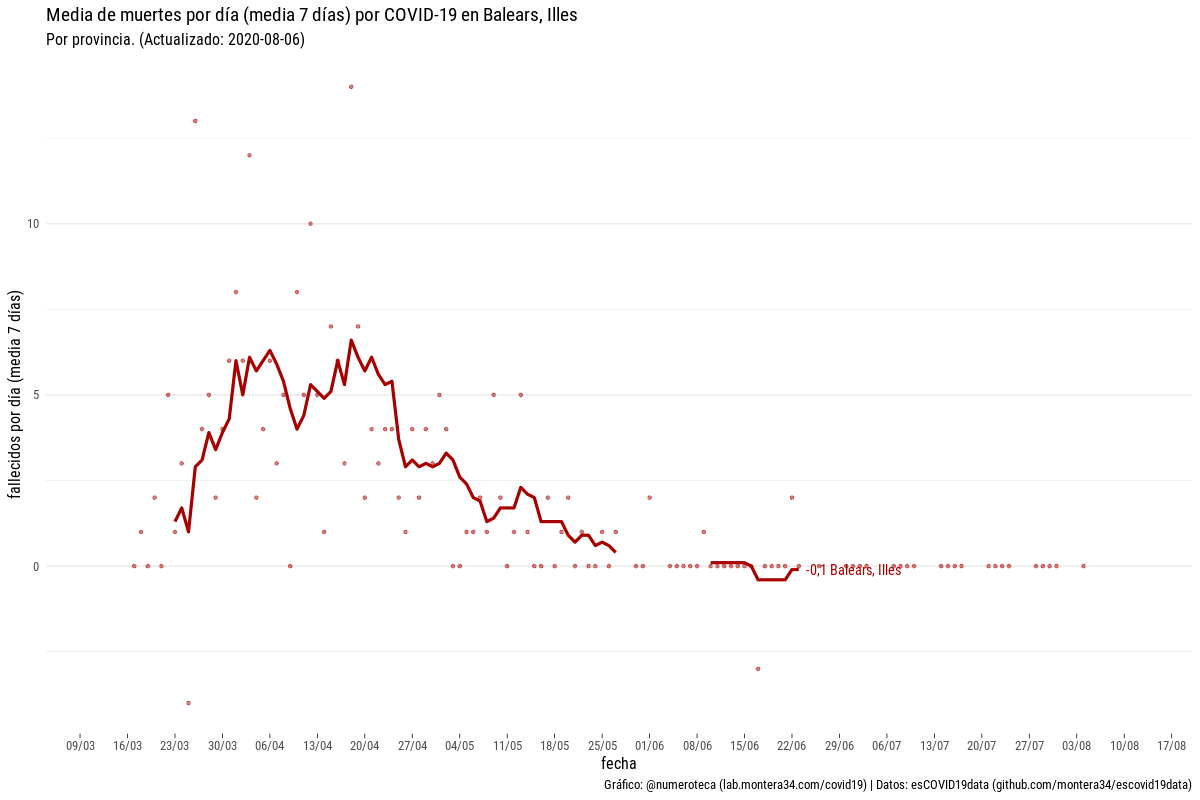 Media de muertes por día (media 7 días) por COVID-19 en Balears, Illes
Por provincia. (Actualizado: 2020-08-06)
fallecidos por día (media 7 días)
10
5
0
-0,1 Balears, Illes
09/03 16/03 23/03 30/03 06/04 13/04 20/04 27/04 04/05 11/05 18/05 25/05 01/06 08/06 15/06 22/06 29/06 06/07 13/07 20/07 27/07 03/08 10/08 17/08
fecha
Gráfico: @numeroteca (lab.montera34.com/covid19) | Datos: esCOVID19data (github.com/montera34/escovid19data)